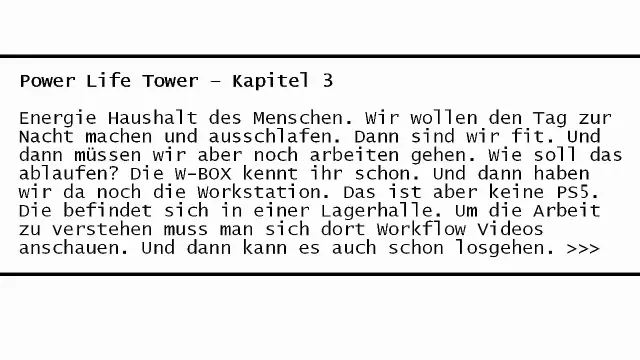 Power Life Tower – Kapitel 3
Energie Haushalt des Menschen. Wir wollen den Tag zur
Nacht machen und ausschlafen. Dann sind wir fit. Und
dann müssen wir aber noch arbeiten gehen. Wie soll das
ablaufen? Die W-BOX kennt ihr schon. Und dann haben
wir da noch die Workstation. Das ist aber keine PS5.
Die befindet sich in einer Lagerhalle. Um die Arbeit
zu verstehen muss man sich dort Workflow Videos
anschauen. Und dann kann es auch schon losgehen. >>>